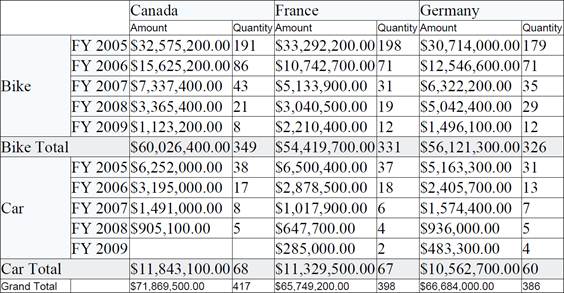 Canada France Germany
Amount Quantity Amount Quantity Amount Quantity
Bike FY 2005 $32,575,200.00 191 $33,292,200.00 198 $30,714,000.00 179
FY 2006 $15,625,200.00 86 $10,742,700.00 71 $12,546,600.00 71
FY 2007 $7,337,400.00 43 $5,133,900.00 31 $6,322,200.00 35
FY 2008 $3,365,400.00 21 $3,040,500.00 19 $5,042,400.00 29
FY 2009 $1,123,200.00 8 $2,210,400.00 12 $1,496,100.00 12
Bike Total $60,026,400.00 349 $54,419,700.00 331 $56,121,300.00 326
Car FY 2005 $6,252,000.00 38 $6,500,400.00 37 $5,163,300.00 31
FY 2006 $3,195,000.00 17 $2,878,500.00 18 $2,405,700.00 13
FY 2007 $1,491,000.00 8 $1,017,900.00 6 $1,574,400.00 7
FY 2008 $905,100.00 5 $647,700.00 4 $936,000.00 5
FY 2009 $285,000.00 2 $483,300.00 4
Car Total $11,843,100.00 68 $11,329,500.00 67 $10,562,700.00 60
Grand Total $71,869,500.00 417 $65,749,200.00 398 $66,684,000.00 386